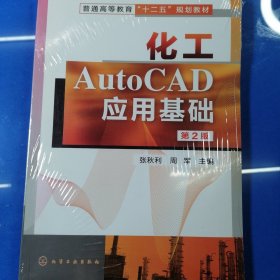 普通高等教育“十二五”规划教材
化工
AutoCAD
应用基础
第2版
张秋利 周军 主编
化学工业出版社